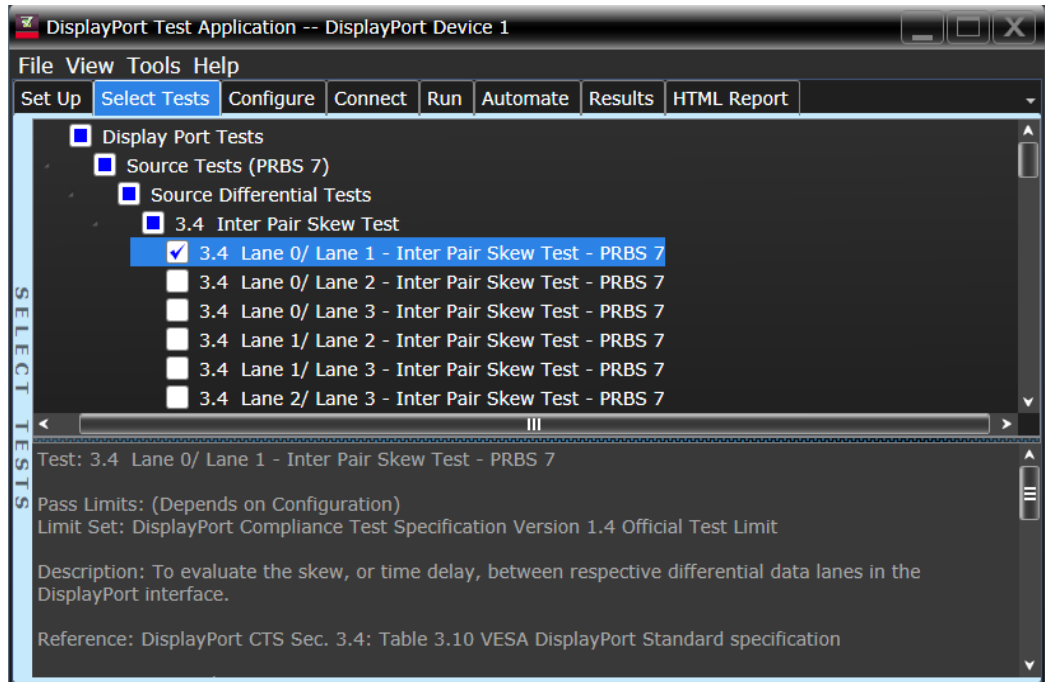 DisplayPort Test Application -- DisplayPort Device 1
File View Tools Help
Set Up Select Tests Configure Connect Run Automate Results HTML Report
Display Port Tests
Source Tests (PRBS 7)
Source Differential Tests
3.4 Inter Pair Skew Test
3.4 Lane 0/ Lane 1 - Inter Pair Skew Test - PRBS 7
3.4 Lane 0/ Lane 2 - Inter Pair Skew Test - PRBS 7
3.4 Lane 0/ Lane 3 - Inter Pair Skew Test - PRBS 7
3.4 Lane 1/ Lane 2 - Inter Pair Skew Test - PRBS 7
3.4 Lane 1/ Lane 3 - Inter Pair Skew Test - PRBS 7
3.4 Lane 2/ Lane 3 - Inter Pair Skew Test - PRBS 7
SELECT TESTS
Test: 3.4 Lane 0/ Lane 1 - Inter Pair Skew Test - PRBS 7
Pass Limits: (Depends on Configuration)
Limit Set: DisplayPort Compliance Test Specification Version 1.4 Official Test Limit
Description: To evaluate the skew, or time delay, between respective differential data lanes in the
DisplayPort interface.
Reference: DisplayPort CTS Sec. 3.4: Table 3.10 VESA DisplayPort Standard specification